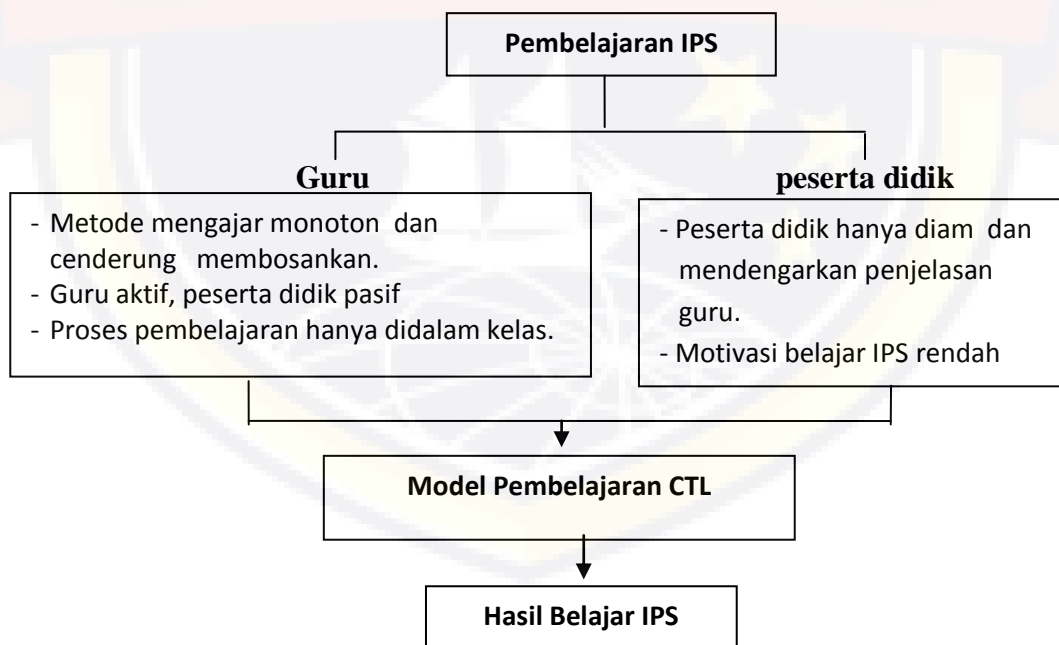 Pembelajaran IPS
Guru
- Metode mengajar monoton dan
cenderung membosankan.
- Guru aktif, peserta didik pasif
- Proses pembelajaran hanya didalam kelas.
peserta didik
- Peserta didik hanya diam dan
mendengarkan penjelasan
guru.
- Motivasi belajar IPS rendah
Model Pembelajaran CTL
Hasil Belajar IPS